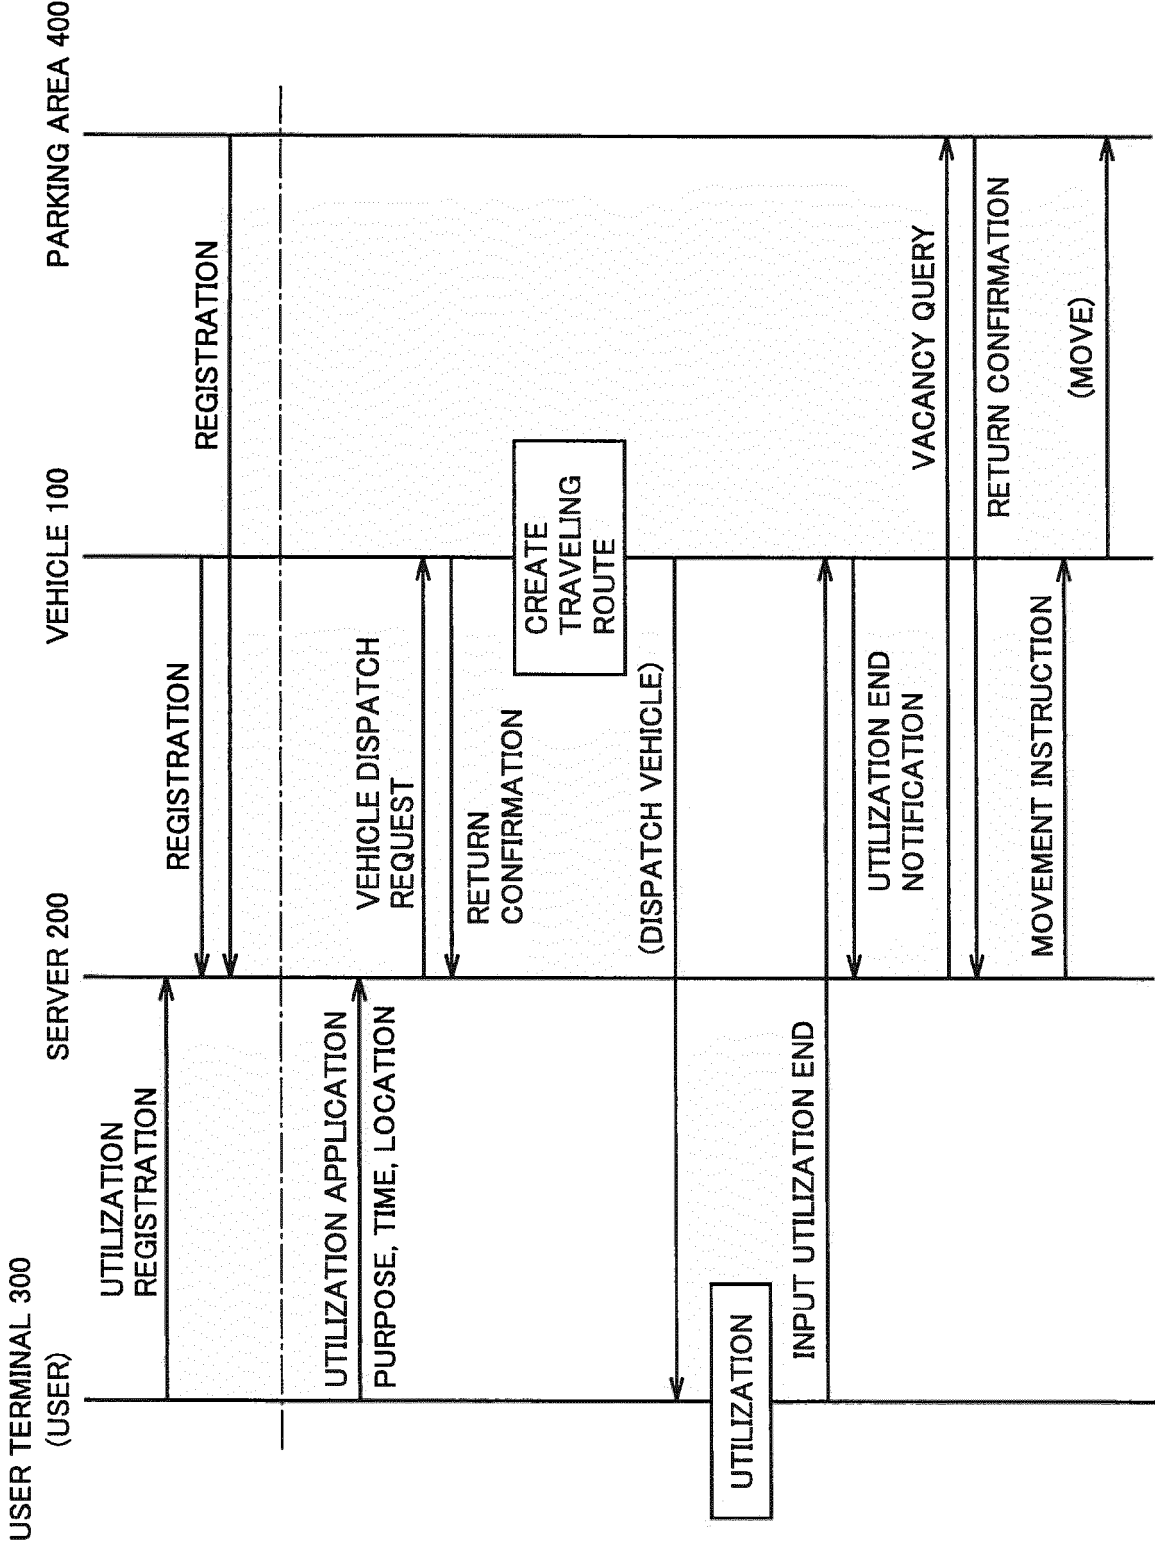 USER TERMINAL 300
(USER)
SERVER 200
VEHICLE 100
PARKING AREA 400
UTILIZATION
REGISTRATION
REGISTRATION
REGISTRATION
UTILIZATION APPLICATION
PURPOSE, TIME, LOCATION
VEHICLE DISPATCH
REQUEST
RETURN
CONFIRMATION
CREATE
TRAVELING
ROUTE
(DISPATCH VEHICLE)
UTILIZATION
INPUT UTILIZATION END
UTILIZATION END
NOTIFICATION
VACANCY QUERY
RETURN CONFIRMATION
MOVEMENT INSTRUCTION
(MOVE)